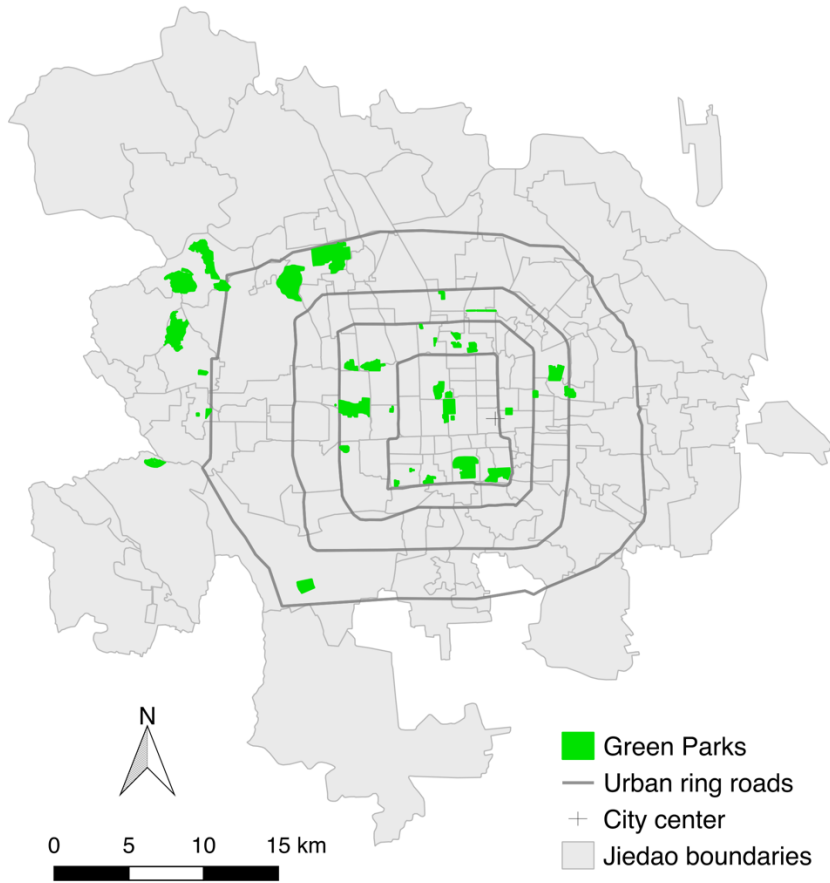 N
0 5 10 15 km
Green Parks
Urban ring roads
City center
Jiedao boundaries